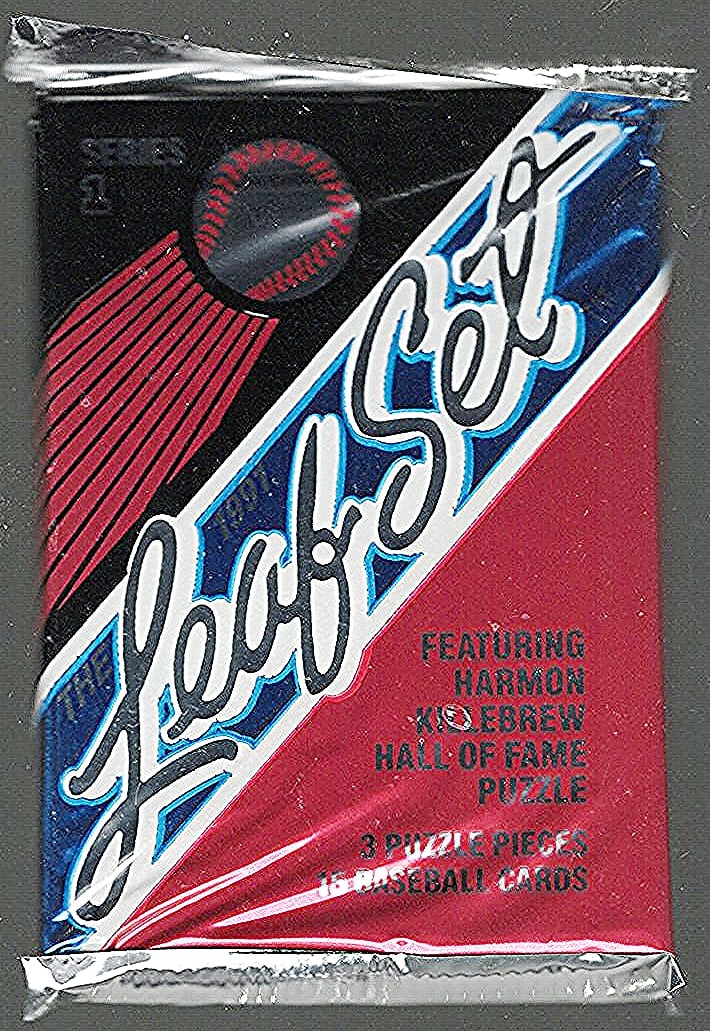 SERIES
1
THE
1991
Leaf Set
FEATURING
HARMON
KILLEBREW
HALL OF FAME
PUZZLE
3 PUZZLE PIECES
15 BASEBALL CARDS